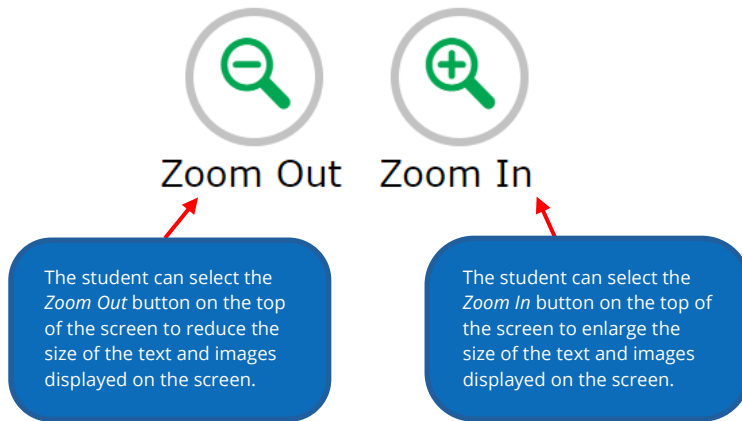 Zoom Out
Zoom In
The student can select the
Zoom Out button on the top
of the screen to reduce the
size of the text and images
displayed on the screen.
The student can select the
Zoom In button on the top of
the screen to enlarge the
size of the text and images
displayed on the screen.